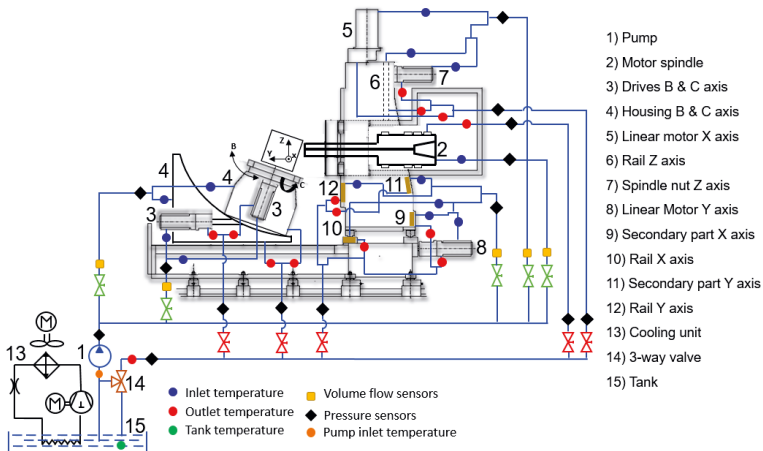 5
1) Pump
2) Motor spindle
7
3) Drives B & C axis
6
4) Housing B & C axis
5) Linear motor X axis
Z
Y
X
2
6) Rail Z axis
B
C
4
4
12
11
7) Spindle nut Z axis
3
3
9
8) Linear Motor Y axis
10
8
9) Secondary part X axis
10) Rail X axis
11) Secondary part Y axis
12) Rail Y axis
M
13
1
13) Cooling unit
14
14) 3-way valve
M
15
15) Tank
Inlet temperature
Volume flow sensors
Outlet temperature
Pressure sensors
Tank temperature
Pump inlet temperature